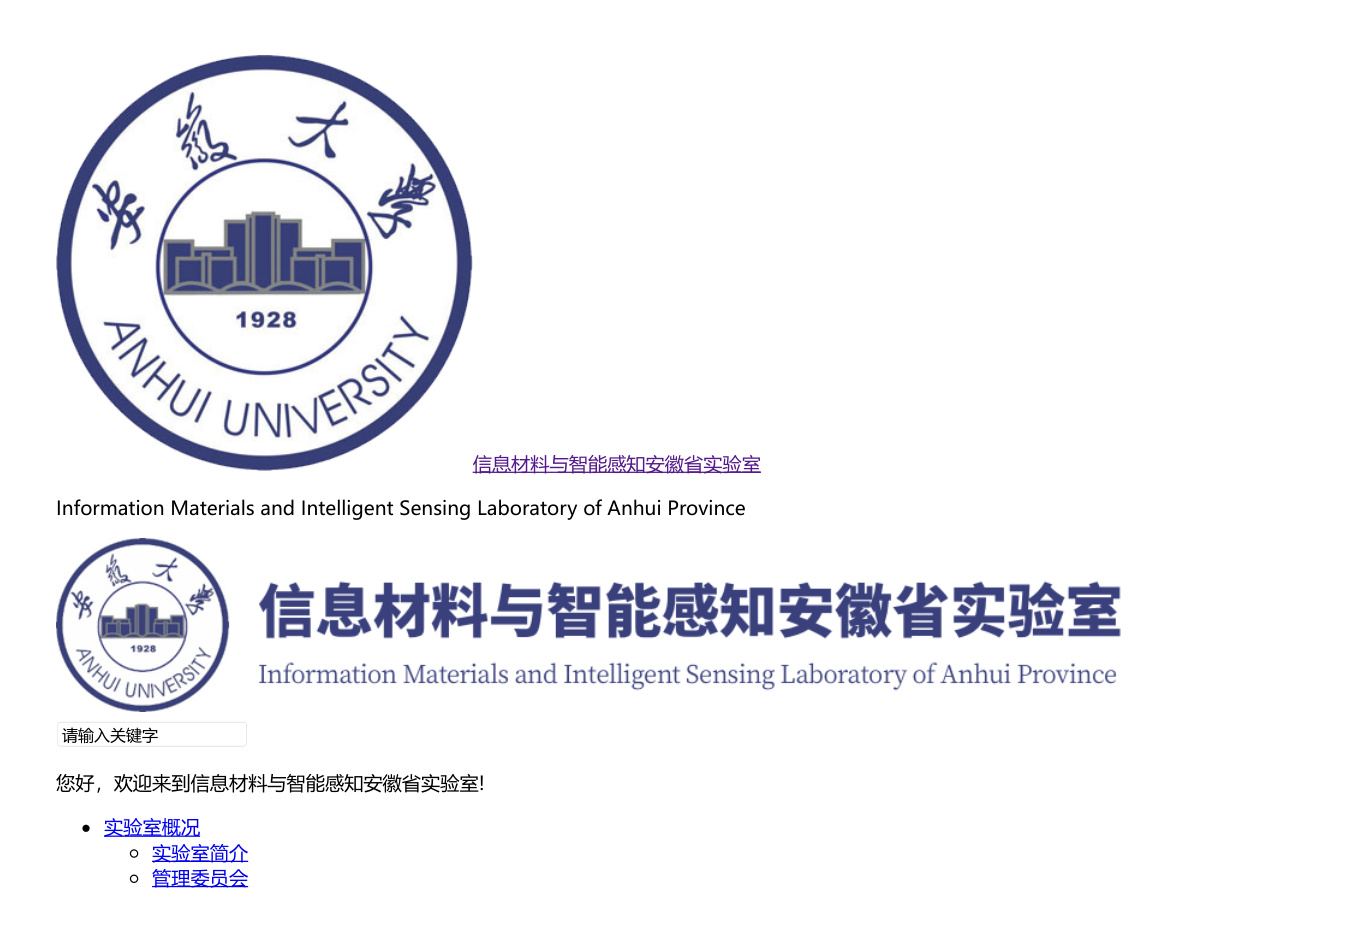 安徽大学
1928
ANHUI UNIVERSITY
信息材料与智能感知安徽省实验室
Information Materials and Intelligent Sensing Laboratory of Anhui Province
安徽大学
1928
ANHUI UNIVERSITY
信息材料与智能感知安徽省实验室
Information Materials and Intelligent Sensing Laboratory of Anhui Province
请输入关键字
您好，欢迎来到信息材料与智能感知安徽省实验室!
实验室概况
实验室简介
管理委员会